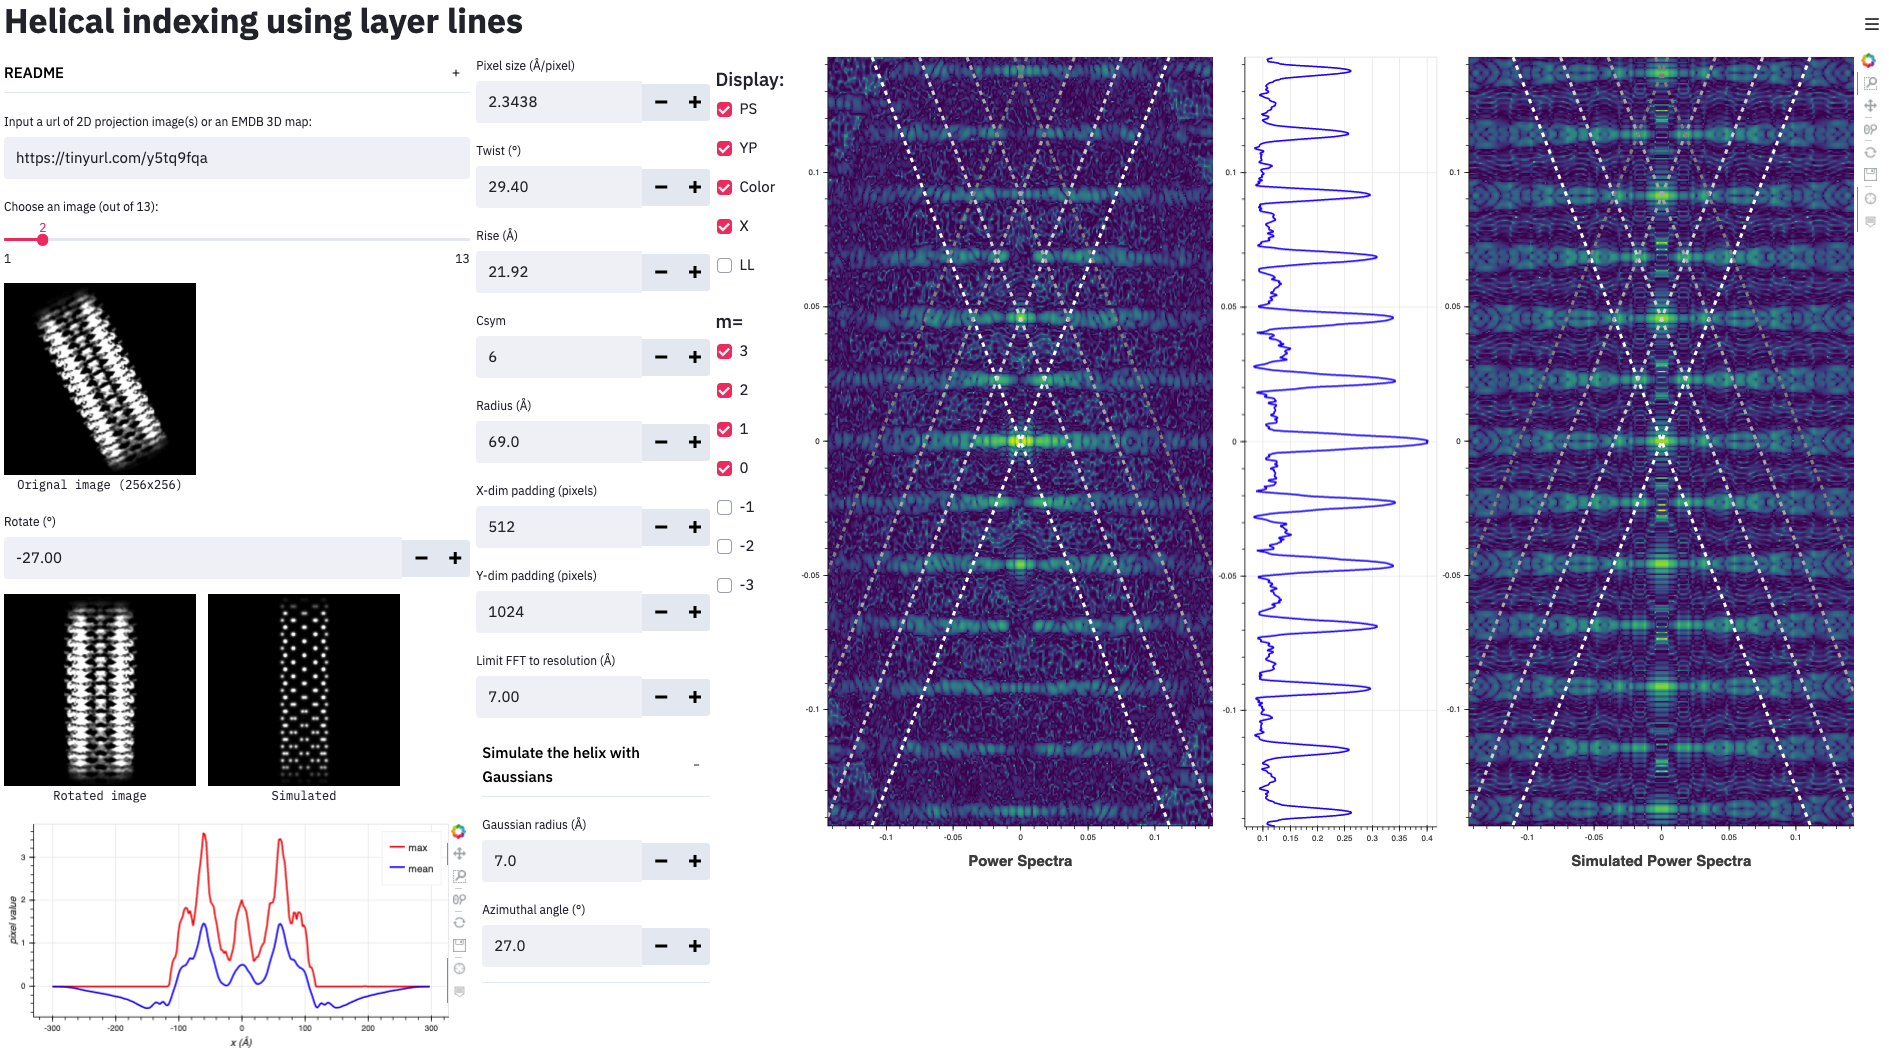 Helical indexing using layer lines
README
+
Input a url of 2D projection image(s) or an EMDB 3D map:
https://tinyurl.com/y5tq9fqa
Choose an image (out of 13):
2
1 13
Orignal image (256x256)
Rotate (°)
-27.00 − +
Rotated image
Simulated
max
mean
pixel value
3
2
1
0
-300 -200 -100 0 100 200 300
x (Å)
Pixel size (Å/pixel)
2.3438 − +
Twist (°)
29.40 − +
Rise (Å)
21.92 − +
Csym
6 − +
Radius (Å)
69.0 − +
X-dim padding (pixels)
512 − +
Y-dim padding (pixels)
1024 − +
Limit FFT to resolution (Å)
7.00 − +
Simulate the helix with
Gaussians −
Gaussian radius (Å)
7.0 − +
Azimuthal angle (°)
27.0 − +
Display:
PS
YP
Color
X
LL
m=
3
2
1
0
-1
-2
-3
0.1
0.05
0
-0.05
-0.1
-0.1 -0.05 0 0.05 0.1
Power Spectra
0.1
0.05
0
-0.05
-0.1
0.1 0.15 0.2 0.25 0.3 0.35 0.4
0.1
0.05
0
-0.05
-0.1
-0.1 -0.05 0 0.05 0.1
Simulated Power Spectra